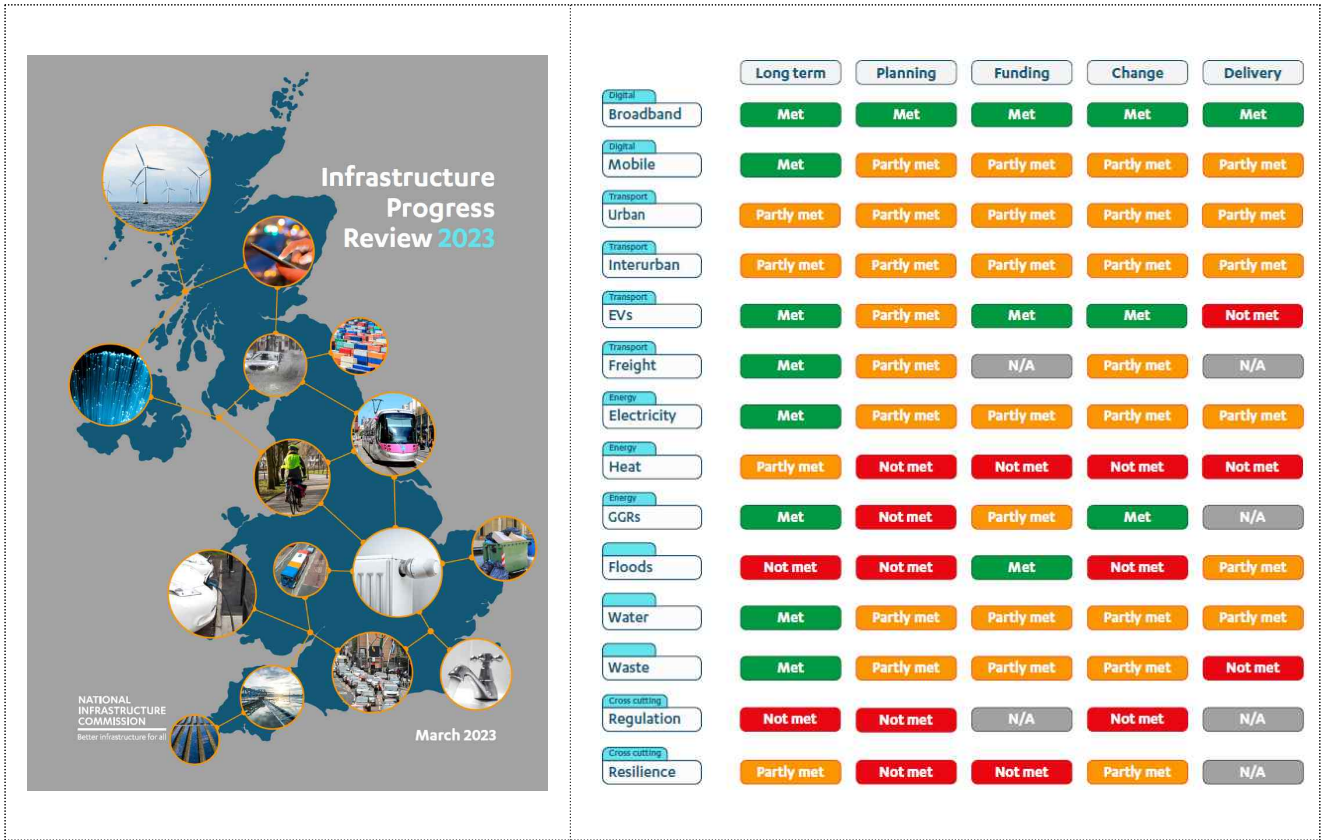 Infrastructure
Progress
Review 2023
NATIONAL
INFRASTRUCTURE
COMMISSION
Better infrastructure for all
March 2023
Long term Planning Funding Change Delivery
Digital
Broadband Met Met Met Met Met
Digital
Mobile Met Partly met Partly met Partly met Partly met
Transport
Urban Partly met Partly met Partly met Partly met Partly met
Transport
Interurban Partly met Partly met Partly met Partly met Partly met
Transport
EVs Met Partly met Met Met Not met
Transport
Freight Met Partly met N/A Partly met N/A
Energy
Electricity Met Partly met Partly met Partly met Partly met
Energy
Heat Partly met Not met Not met Not met Not met
Energy
GGRs Met Not met Partly met Met N/A
Floods Not met Not met Met Not met Partly met
Water Met Partly met Partly met Partly met Partly met
Waste Met Partly met Partly met Partly met Not met
Cross cutting
Regulation Not met Not met N/A Not met N/A
Cross cutting
Resilience Partly met Not met Not met Partly met N/A